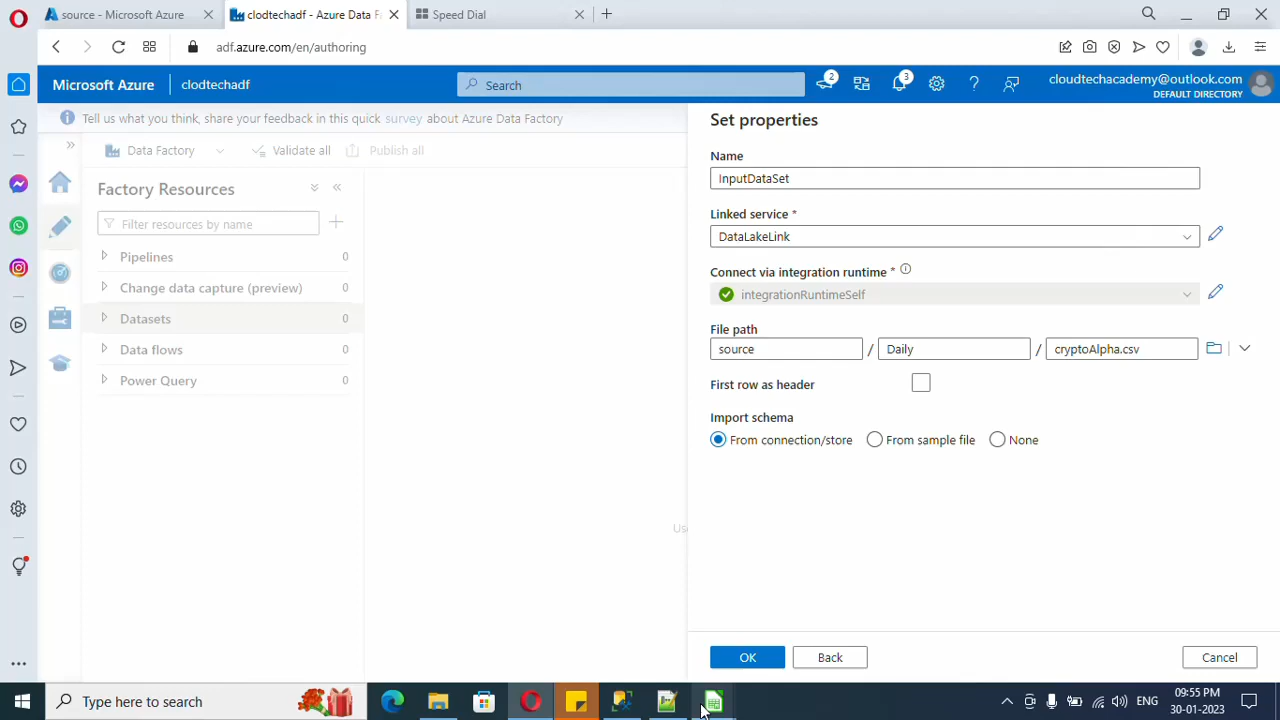 source - Microsoft Azure
clodtechadf - Azure Data F
Speed Dial
adf.azure.com/en/authoring
Microsoft Azure
clodtechadf
Search
2
3
cloudtechacademy@outlook.com
DEFAULT DIRECTORY
Tell us what you think, share your feedback in this quick survey about Azure Data Factory
Data Factory
Validate all
Publish all
Factory Resources
Filter resources by name
Pipelines 0
Change data capture (preview) 0
Datasets 0
Data flows 0
Power Query 0
Set properties
Name
InputDataSet
Linked service *
DataLakeLink
Connect via integration runtime *
integrationRuntimeSelf
File path
source / Daily / cryptoAlpha.csv
First row as header
Import schema
From connection/store From sample file None
OK Back Cancel
Type here to search
ENG
09:55 PM
30-01-2023